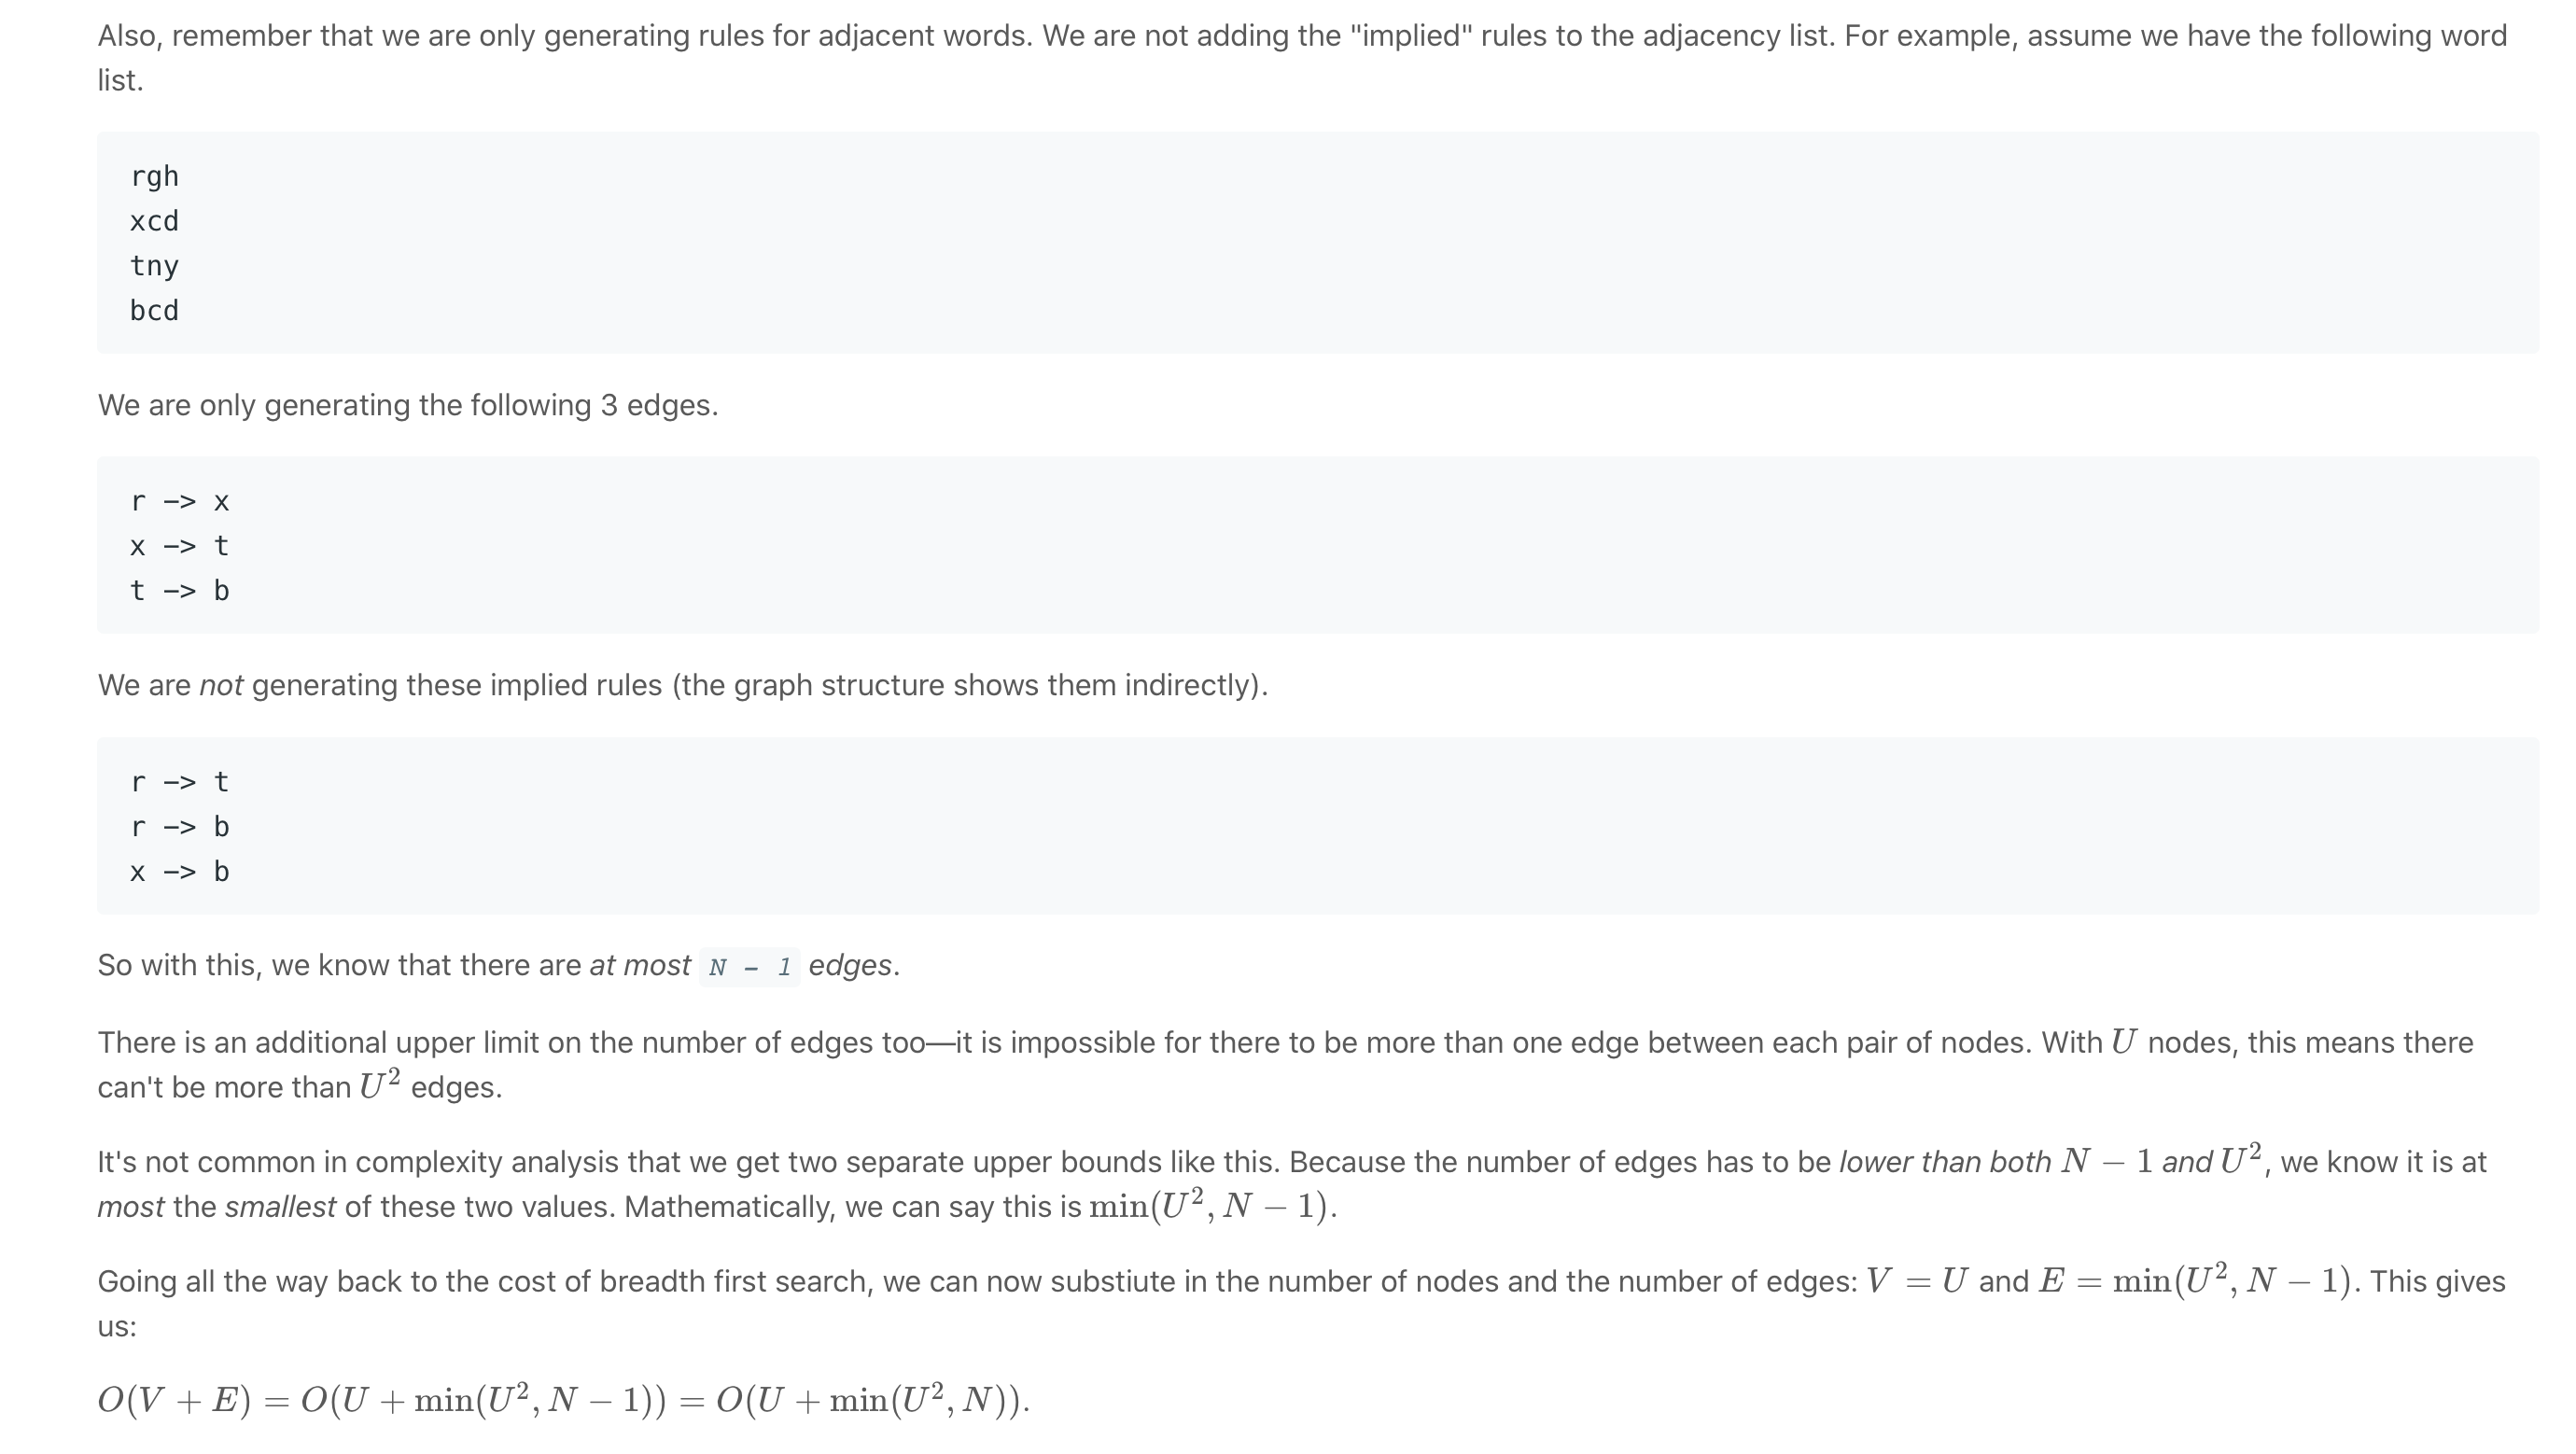 Also, remember that we are only generating rules for adjacent words. We are not adding the "implied" rules to the adjacency list. For example, assume we have the following word
list.
rgh
xcd
tny
bcd
We are only generating the following 3 edges.
r -> x
x -> t
t -> b
We are not generating these implied rules (the graph structure shows them indirectly).
r -> t
r -> b
x -> b
So with this, we know that there are at most N - 1 edges.
There is an additional upper limit on the number of edges too—it is impossible for there to be more than one edge between each pair of nodes. With U nodes, this means there
can't be more than U² edges.
It's not common in complexity analysis that we get two separate upper bounds like this. Because the number of edges has to be lower than both N − 1 and U², we know it is at
most the smallest of these two values. Mathematically, we can say this is min(U², N − 1).
Going all the way back to the cost of breadth first search, we can now substiute in the number of nodes and the number of edges: V = U and E = min(U², N − 1). This gives
us:
O(V + E) = O(U + min(U², N − 1)) = O(U + min(U², N)).